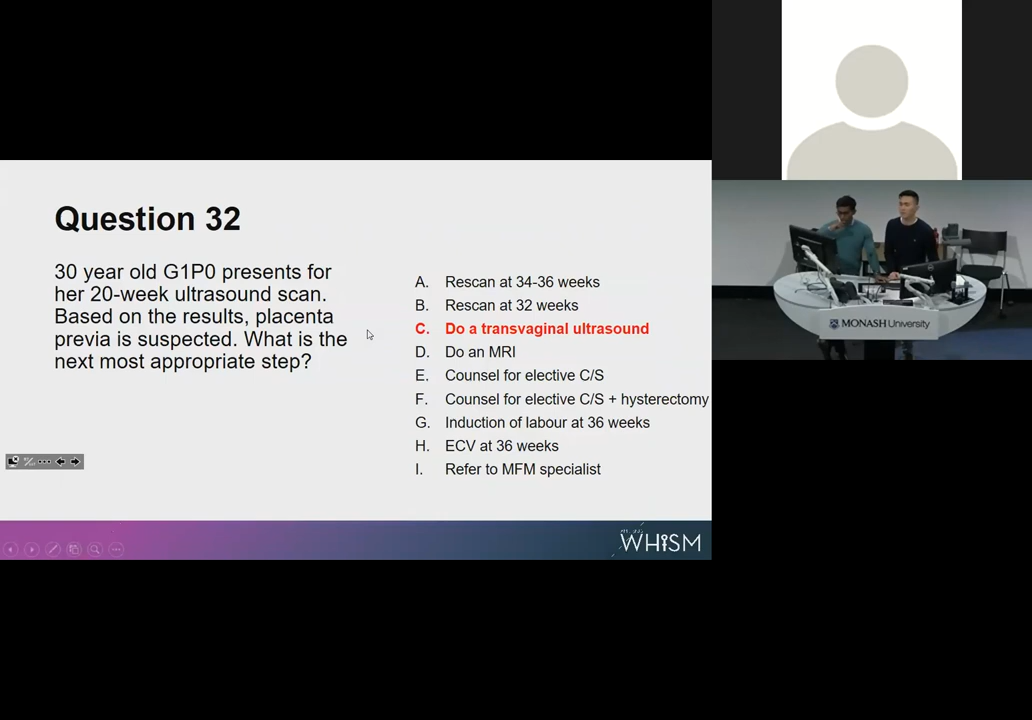 Question 32
30 year old G1P0 presents for
her 20-week ultrasound scan.
Based on the results, placenta
previa is suspected. What is the
next most appropriate step?
A. Rescan at 34-36 weeks
B. Rescan at 32 weeks
C. Do a transvaginal ultrasound
D. Do an MRI
E. Counsel for elective C/S
F. Counsel for elective C/S + hysterectomy
G. Induction of labour at 36 weeks
H. ECV at 36 weeks
I. Refer to MFM specialist
WHiSM
MONASH University